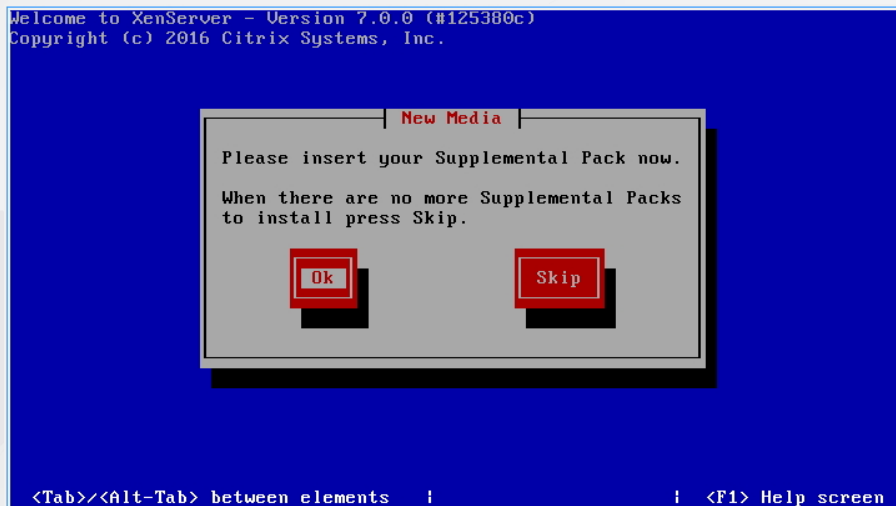 Welcome to XenServer - Version 7.0.0 (#125380c)
Copyright (c) 2016 Citrix Systems, Inc.
New Media
Please insert your Supplemental Pack now.
When there are no more Supplemental Packs
to install press Skip.
Ok Skip
<Tab>/<Alt-Tab> between elements | | <F1> Help screen